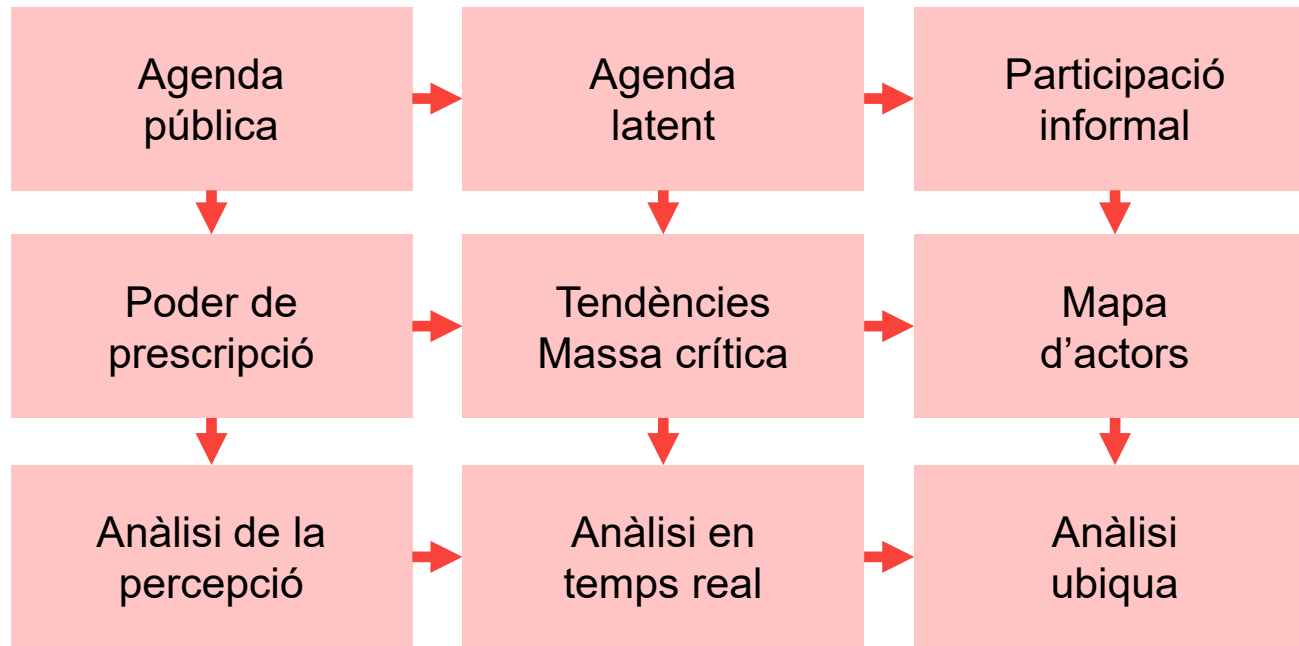 Agenda
pública
Agenda
latent
Participació
informal
Poder de
prescripció
Tendències
Massa crítica
Mapa
d’actors
Anàlisi de la
percepció
Anàlisi en
temps real
Anàlisi
ubiqua